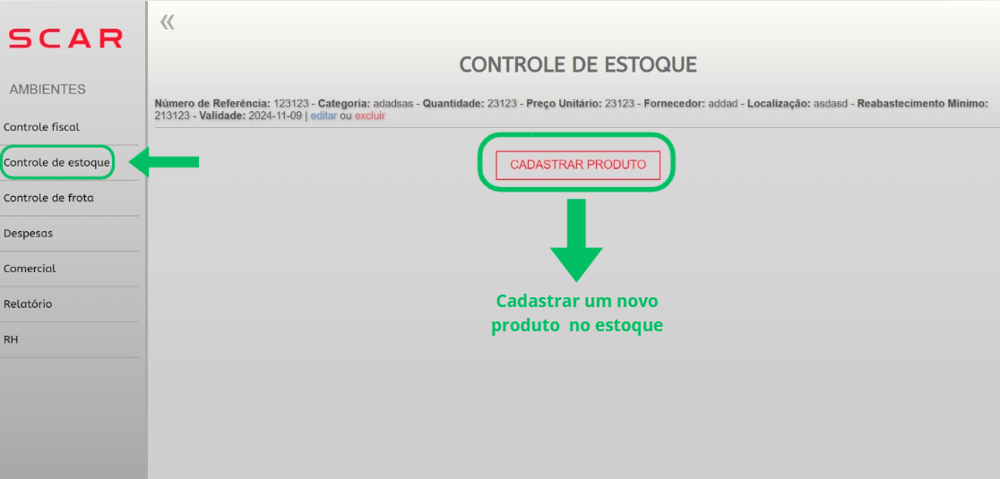 SCAR
AMBIENTES
Controle fiscal
Controle de estoque
Controle de frota
Despesas
Comercial
Relatório
RH
«
CONTROLE DE ESTOQUE
Número de Referência: 123123 - Categoria: adadsas - Quantidade: 23123 - Preço Unitário: 23123 - Fornecedor: addad - Localização: asdasd - Reabastecimento Mínimo:
213123 - Validade: 2024-11-09 | editar ou excluir
CADASTRAR PRODUTO
Cadastrar um novo
produto no estoque